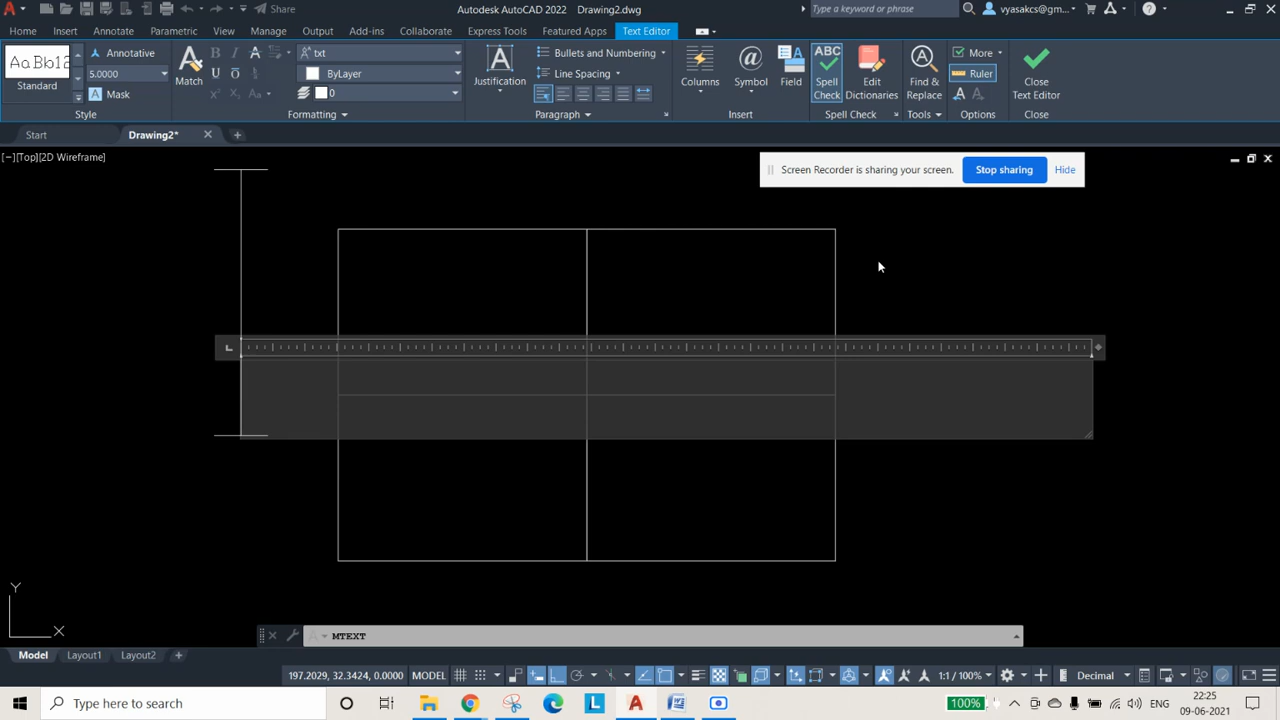 Share
Autodesk AutoCAD 2022 Drawing2.dwg
Type a keyword or phrase
vyasakcs@gm...
Home Insert Annotate Parametric View Manage Output Add-ins Collaborate Express Tools Featured Apps Text Editor
AaBb12
Standard
Annotative
5.0000
Mask
Style
Match
txt
ByLayer
0
Formatting
Justification
Bullets and Numbering
Line Spacing
Paragraph
Columns
Symbol
Field
Insert
ABC
Spell Check
Edit Dictionaries
Spell Check
Find & Replace
Tools
More
Ruler
Options
Close Text Editor
Close
Start
Drawing2*
[−][Top][2D Wireframe]
Screen Recorder is sharing your screen.
Stop sharing
Hide
Y
X
MTEXT
Model Layout1 Layout2
197.2029, 32.3424, 0.0000 MODEL
1:1 / 100%
Decimal
Type here to search
100%
ENG
22:25
09-06-2021